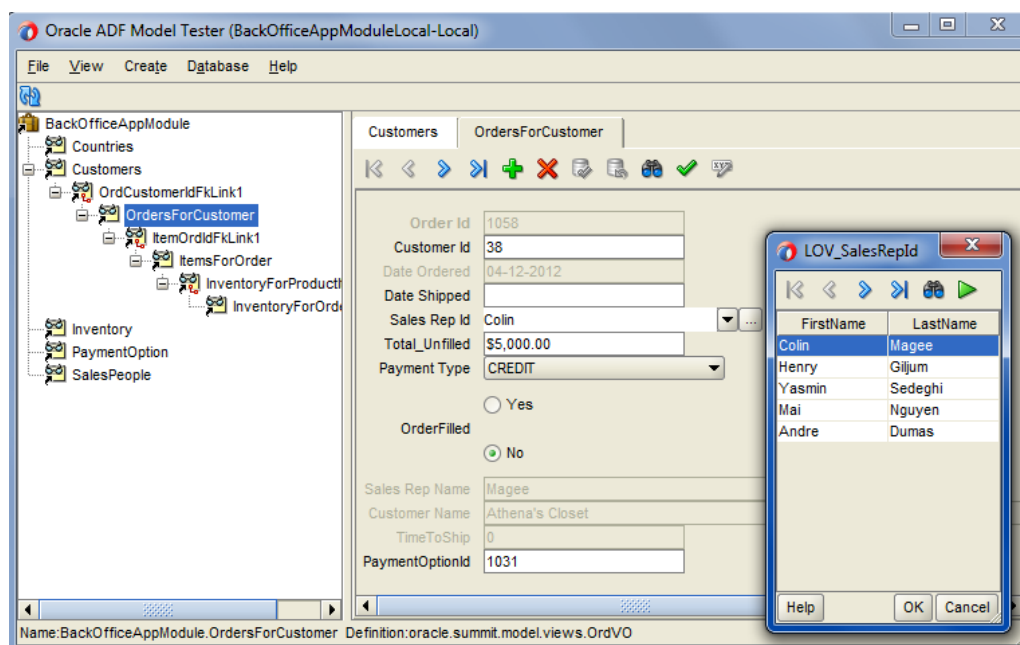 Oracle ADF Model Tester (BackOfficeAppModuleLocal-Local)
File View Create Database Help
BackOfficeAppModule
Countries
Customers
OrdCustomerIdFkLink1
OrdersForCustomer
ItemOrdIdFkLink1
ItemsForOrder
InventoryForProductI
InventoryForOrde
Inventory
PaymentOption
SalesPeople
Customers OrdersForCustomer
Order Id 1058
Customer Id 38
Date Ordered 04-12-2012
Date Shipped
Sales Rep Id Colin ...
Total_Unfilled $5,000.00
Payment Type CREDIT
Yes
OrderFilled
No
Sales Rep Name Magee
Customer Name Athena's Closet
TimeToShip 0
PaymentOptionId 1031
LOV_SalesRepId
FirstName LastName
Colin Magee
Henry Giljum
Yasmin Sedeghi
Mai Nguyen
Andre Dumas
Help OK Cancel
Name:BackOfficeAppModule.OrdersForCustomer Definition:oracle.summit.model.views.OrdVO